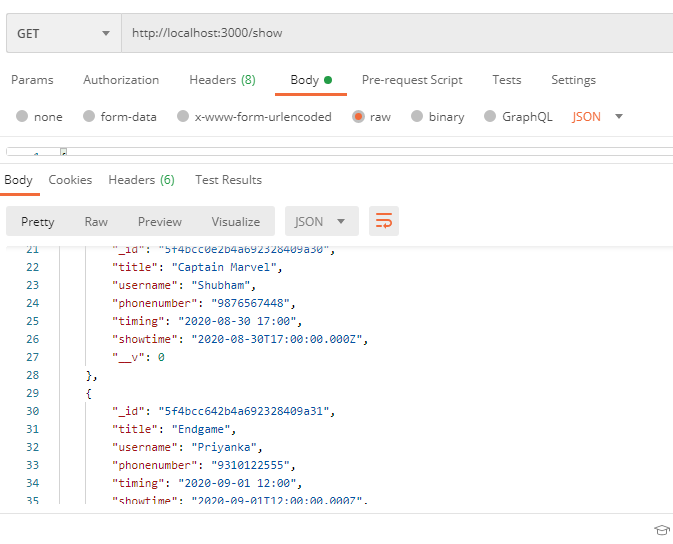 GET http://localhost:3000/show
Params Authorization Headers (8) Body Pre-request Script Tests Settings
none form-data x-www-form-urlencoded raw binary GraphQL JSON
Body Cookies Headers (6) Test Results
Pretty Raw Preview Visualize JSON
21 "_id": "5f4bcc0e2b4a692328409a30",
22 "title": "Captain Marvel",
23 "username": "Shubham",
24 "phonenumber": "9876567448",
25 "timing": "2020-08-30 17:00",
26 "showtime": "2020-08-30T17:00:00.000Z",
27 "__v": 0
28 },
29 {
30 "_id": "5f4bcc642b4a692328409a31",
31 "title": "Endgame",
32 "username": "Priyanka",
33 "phonenumber": "9310122555",
34 "timing": "2020-09-01 12:00",
35 "showtime": "2020-09-01T12:00:00.000Z",